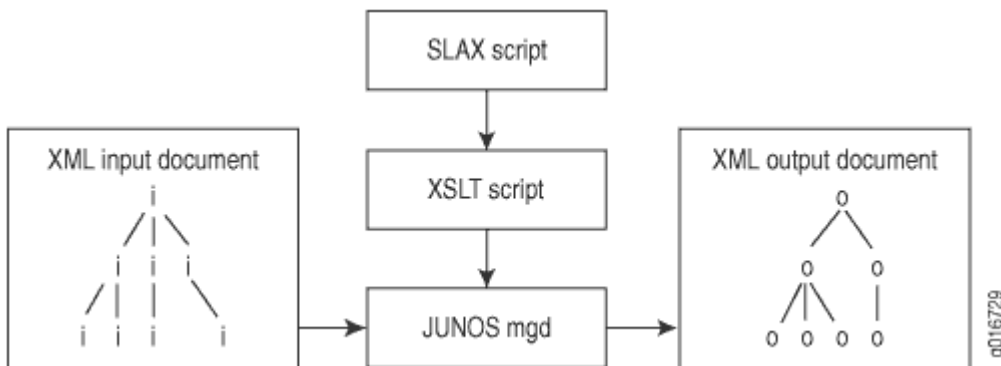 SLAX script
XML input document
i
i i i
i i i i
XSLT script
JUNOS mgd
XML output document
o
o o
o o o o
g016729